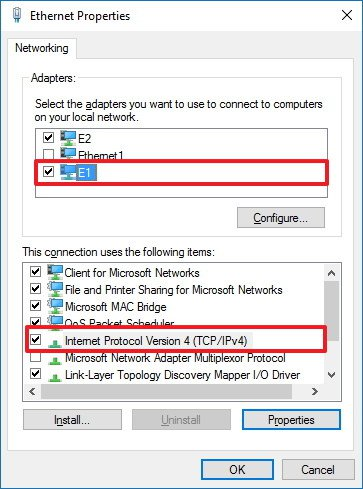 Ethernet Properties
Networking
Adapters:
Select the adapters you want to use to connect to computers
on your local network.
E2
Ethernet1
E1
Configure...
This connection uses the following items:
Client for Microsoft Networks
File and Printer Sharing for Microsoft Networks
Microsoft MAC Bridge
QoS Packet Scheduler
Internet Protocol Version 4 (TCP/IPv4)
Microsoft Network Adapter Multiplexor Protocol
Link-Layer Topology Discovery Mapper I/O Driver
Install...
Uninstall
Properties
OK
Cancel